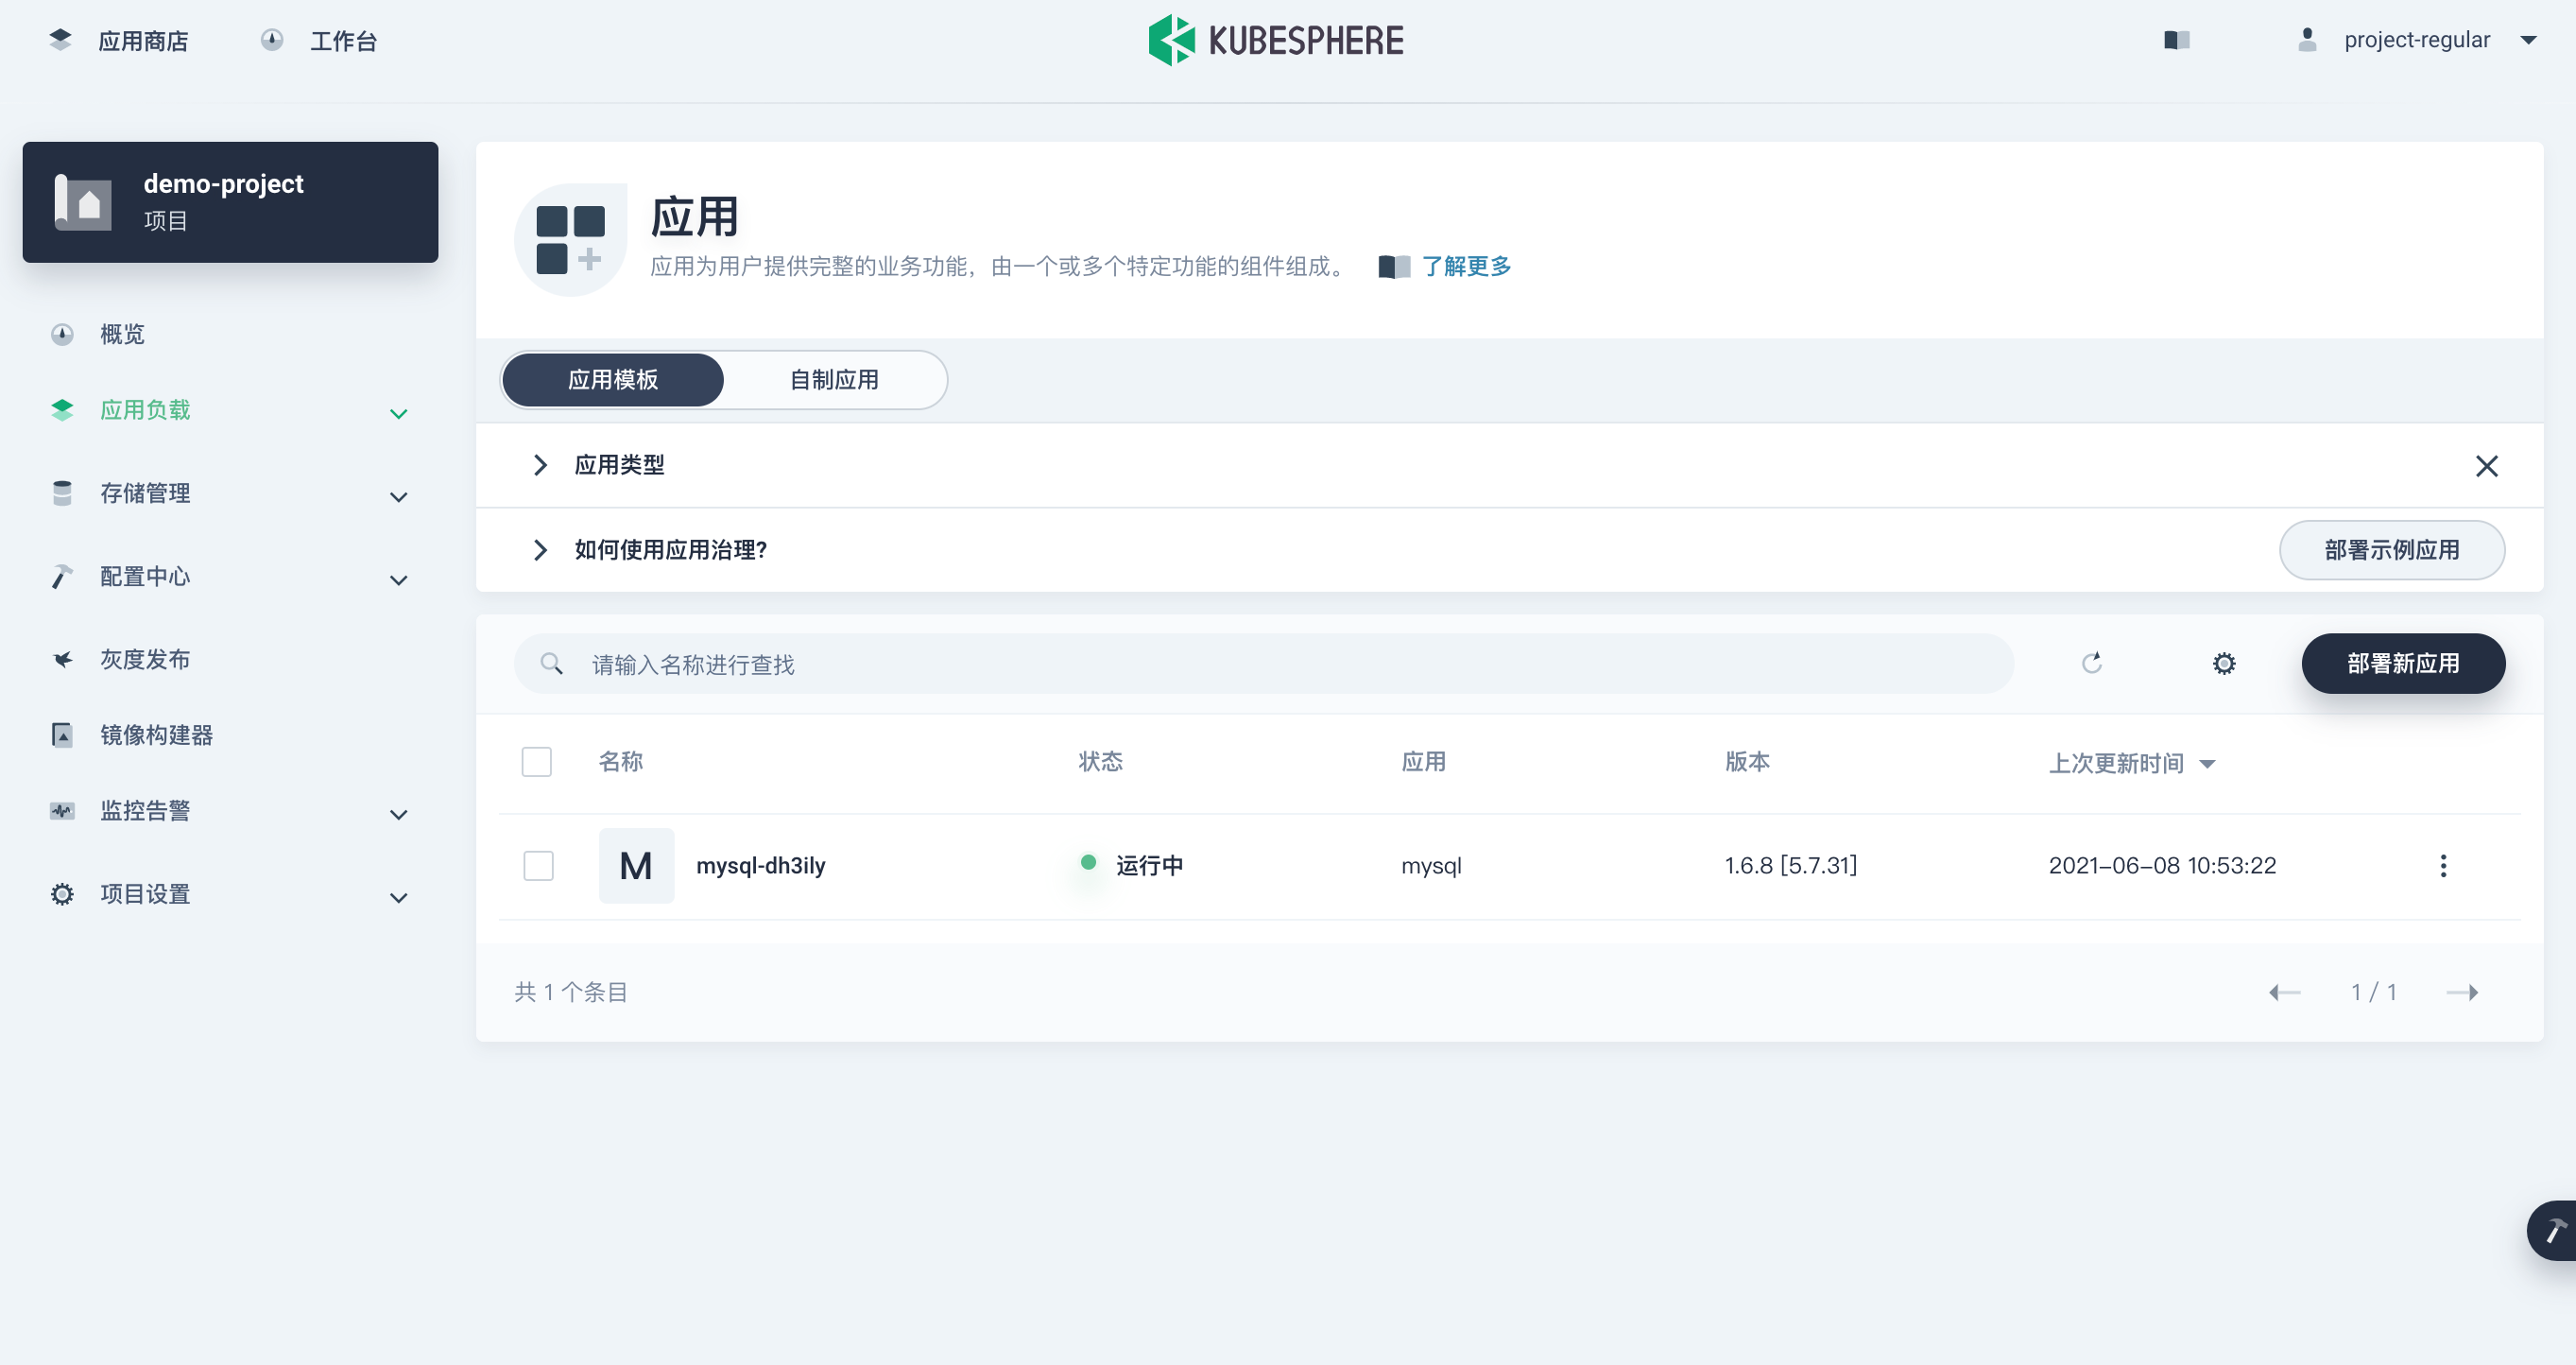 应用商店 工作台 KUBESPHERE project-regular
demo-project
项目
概览
应用负载
存储管理
配置中心
灰度发布
镜像构建器
监控告警
项目设置
应用
应用为用户提供完整的业务功能，由一个或多个特定功能的组件组成。 了解更多
应用模板 自制应用
应用类型
如何使用应用治理? 部署示例应用
请输入名称进行查找 部署新应用
名称 状态 应用 版本 上次更新时间
M mysql-dh3ily 运行中 mysql 1.6.8 [5.7.31] 2021-06-08 10:53:22
共 1 个条目 1 / 1